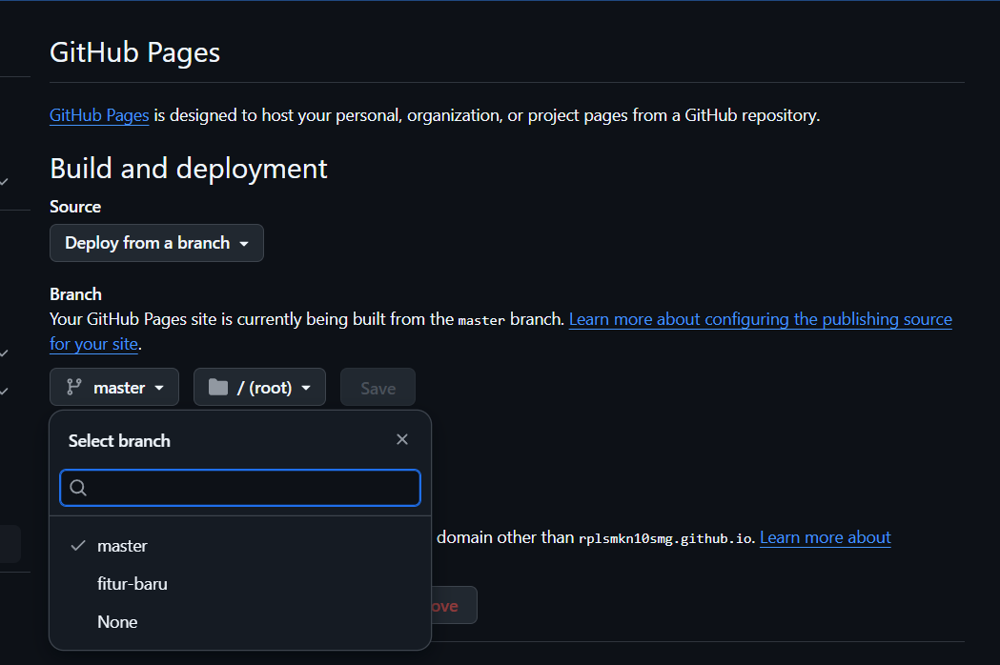 GitHub Pages
GitHub Pages is designed to host your personal, organization, or project pages from a GitHub repository.
Build and deployment
Source
Deploy from a branch
Branch
Your GitHub Pages site is currently being built from the master branch. Learn more about configuring the publishing source
for your site.
master / (root) Save
Select branch
domain other than rplsmkn10smg.github.io. Learn more about
master
fitur-baru
None